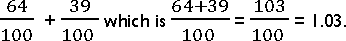 64/100 + 39/100 which is 64+39/100 = 103/100 = 1.03.